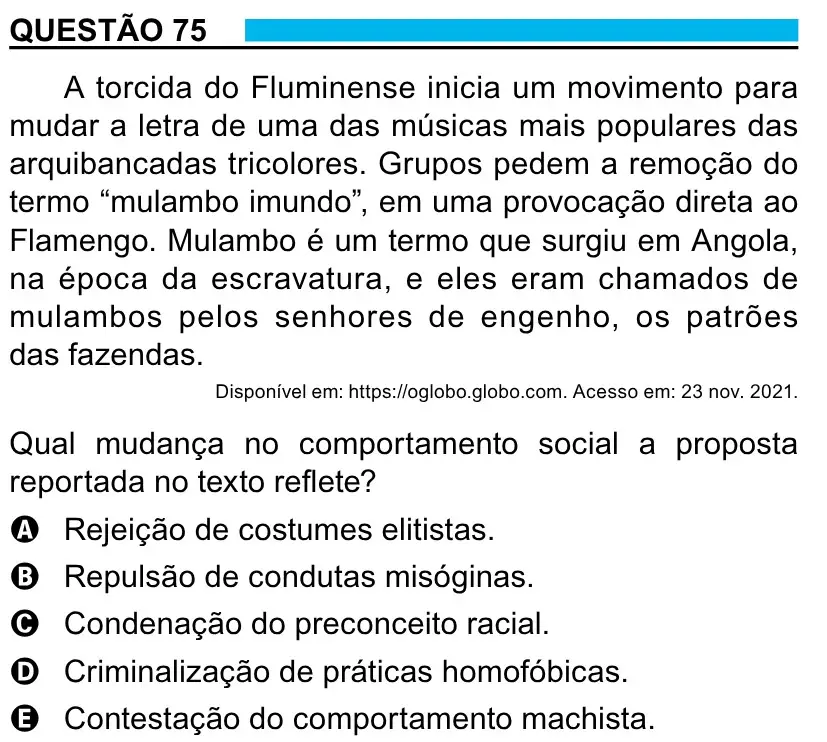 QUESTÃO 75
A torcida do Fluminense inicia um movimento para
mudar a letra de uma das músicas mais populares das
arquibancadas tricolores. Grupos pedem a remoção do
termo “mulambo imundo”, em uma provocação direta ao
Flamengo. Mulambo é um termo que surgiu em Angola,
na época da escravatura, e eles eram chamados de
mulambos pelos senhores de engenho, os patrões
das fazendas.
Disponível em: https://oglobo.globo.com. Acesso em: 23 nov. 2021.
Qual mudança no comportamento social a proposta
reportada no texto reflete?
A Rejeição de costumes elitistas.
B Repulsão de condutas misóginas.
C Condenação do preconceito racial.
D Criminalização de práticas homofóbicas.
E Contestação do comportamento machista.